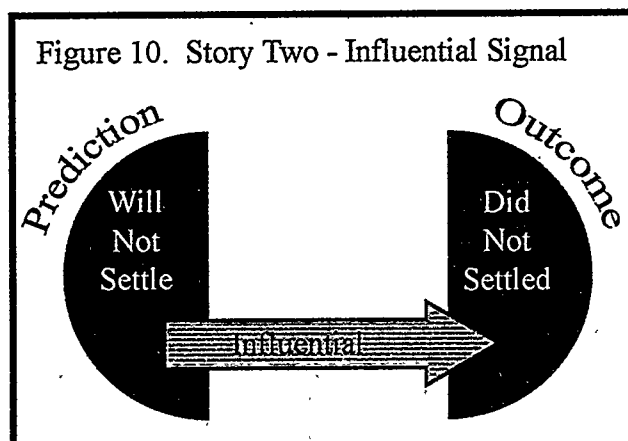 Figure 10. Story Two - Influential Signal
Prediction
Will
Not
Settle
Outcome
Did
Not
Settled
Influential